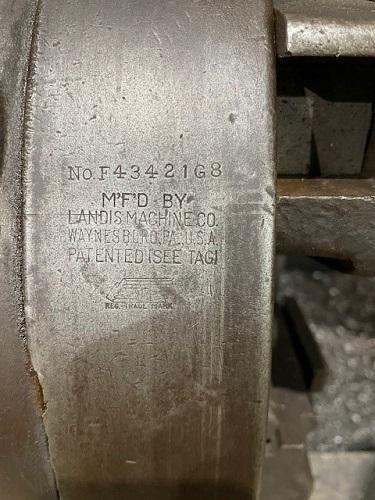 No. F43421G8
M'F'D BY
LANDIS MACHINE CO.
WAYNESBORO, PA., U.S.A.
PATENTED (SEE TAG)
REG. TRADE MARK